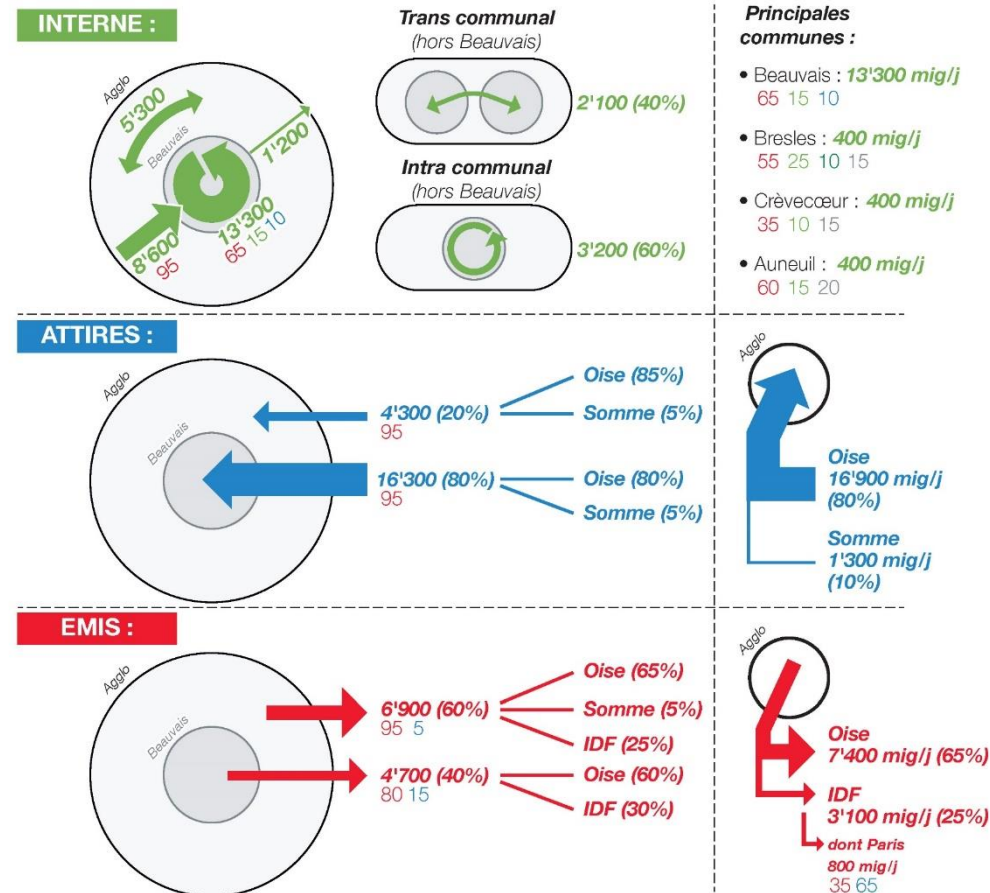 INTERNE :
Agglo
5'300
Beauvais
1'200
8'600
95
13'300
65 15 10
Trans communal
(hors Beauvais)
2'100 (40%)
Intra communal
(hors Beauvais)
3'200 (60%)
Principales
communes :
• Beauvais : 13'300 mig/j
65 15 10
• Bresles : 400 mig/j
55 25 10 15
• Crèvecœur : 400 mig/j
35 10 15
• Auneuil : 400 mig/j
60 15 20
ATTIRES :
Agglo
Beauvais
4'300 (20%)
95
Oise (85%)
Somme (5%)
16'300 (80%)
95
Oise (80%)
Somme (5%)
Agglo
Oise
16'900 mig/j
(80%)
Somme
1'300 mig/j
(10%)
EMIS :
Agglo
Beauvais
6'900 (60%)
95 5
Oise (65%)
Somme (5%)
IDF (25%)
4'700 (40%)
80 15
Oise (60%)
IDF (30%)
Agglo
Oise
7'400 mig/j (65%)
IDF
3'100 mig/j (25%)
dont Paris
800 mig/j
35 65